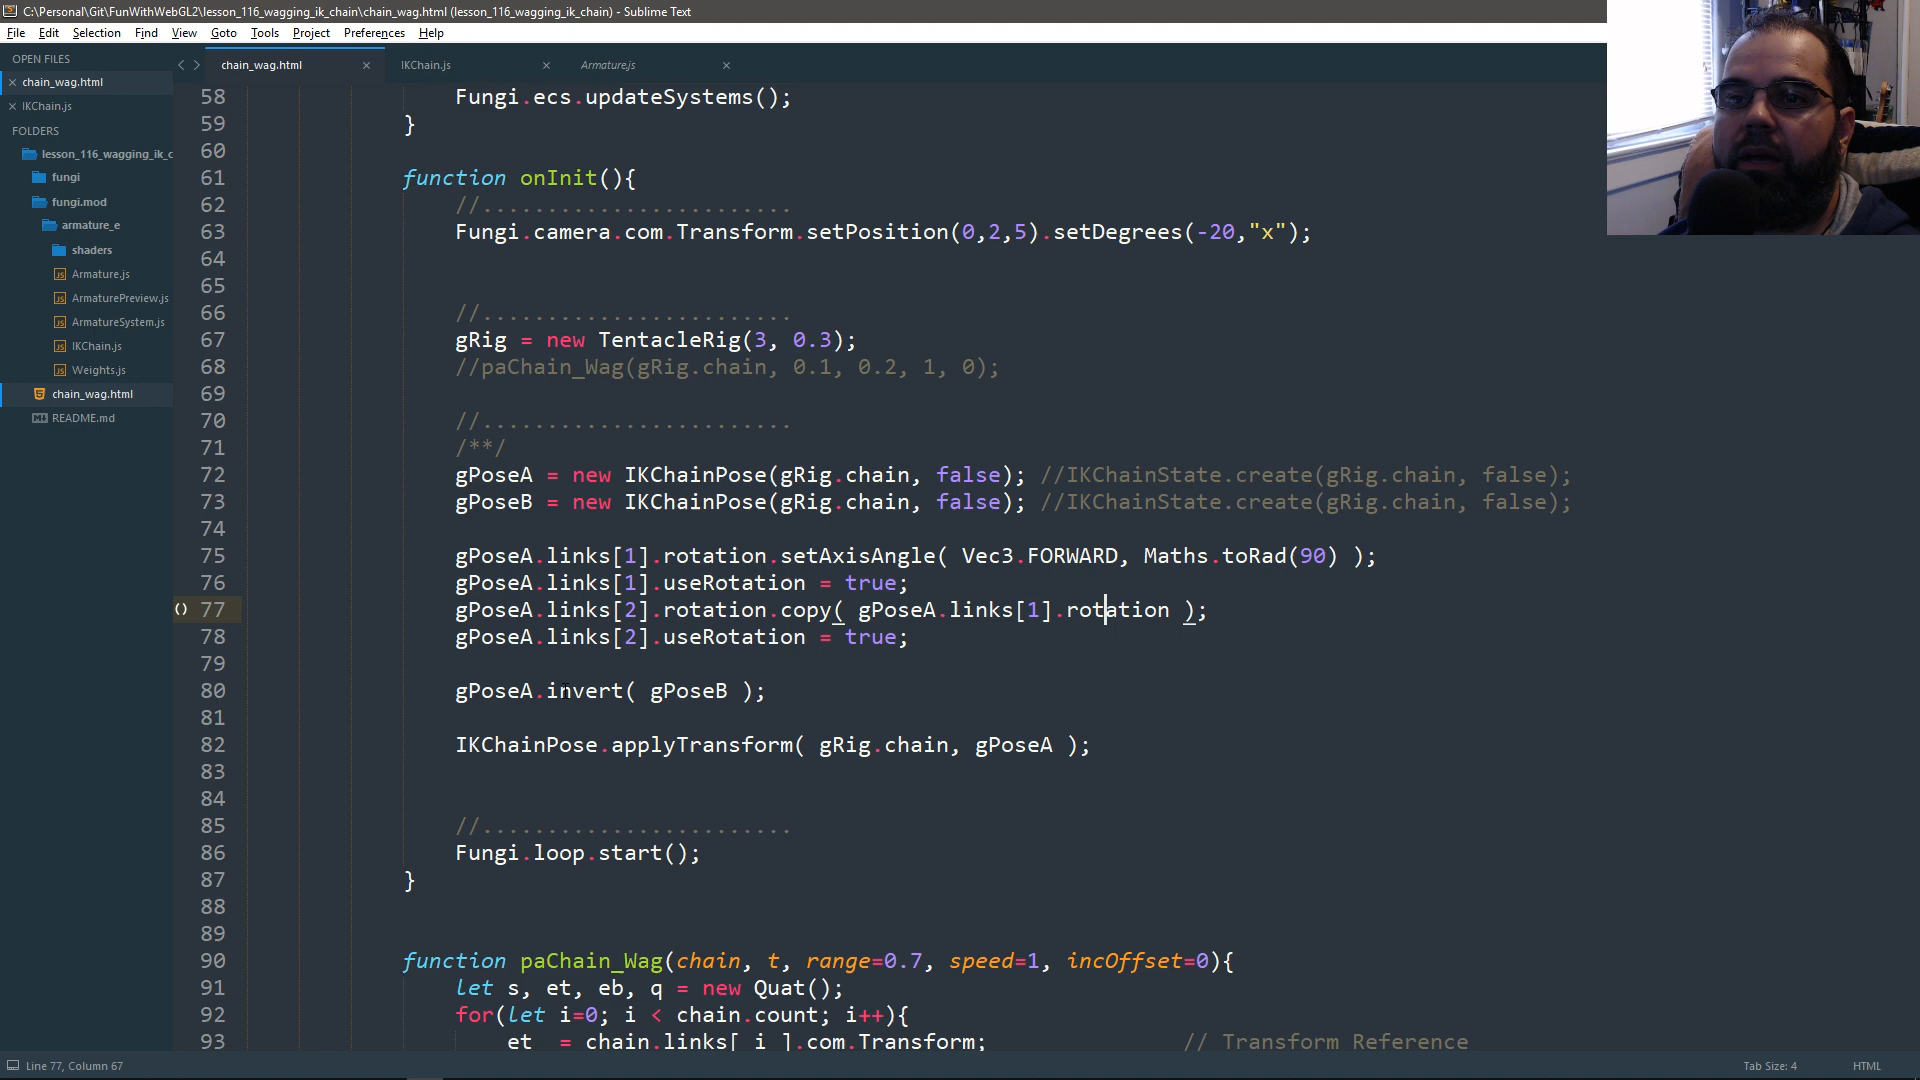 C:\Personal\Git\FunWithWebGL2\lesson_116_wagging_ik_chain\chain_wag.html (lesson_116_wagging_ik_chain) - Sublime Text
File Edit Selection Find View Goto Tools Project Preferences Help
OPEN FILES
chain_wag.html
IKChain.js
FOLDERS
lesson_116_wagging_ik_c
fungi
fungi.mod
armature_e
shaders
Armature.js
ArmaturePreview.js
ArmatureSystem.js
IKChain.js
Weights.js
chain_wag.html
README.md
chain_wag.html IKChain.js Armature.js
58 Fungi.ecs.updateSystems();
59 }
60
61 function onInit(){
62 //........................
63 Fungi.camera.com.Transform.setPosition(0,2,5).setDegrees(-20,"x");
64
65
66 //........................
67 gRig = new TentacleRig(3, 0.3);
68 //paChain_Wag(gRig.chain, 0.1, 0.2, 1, 0);
69
70 //........................
71 /**/
72 gPoseA = new IKChainPose(gRig.chain, false); //IKChainState.create(gRig.chain, false);
73 gPoseB = new IKChainPose(gRig.chain, false); //IKChainState.create(gRig.chain, false);
74
75 gPoseA.links[1].rotation.setAxisAngle( Vec3.FORWARD, Maths.toRad(90) );
76 gPoseA.links[1].useRotation = true;
77 gPoseA.links[2].rotation.copy( gPoseA.links[1].rotation );
78 gPoseA.links[2].useRotation = true;
79
80 gPoseA.invert( gPoseB );
81
82 IKChainPose.applyTransform( gRig.chain, gPoseA );
83
84
85 //........................
86 Fungi.loop.start();
87 }
88
89
90 function paChain_Wag(chain, t, range=0.7, speed=1, incOffset=0){
91 let s, et, eb, q = new Quat();
92 for(let i=0; i < chain.count; i++){
93 et = chain.links[ i ].com.Transform; // Transform Reference
Line 77, Column 67
Tab Size: 4
HTML